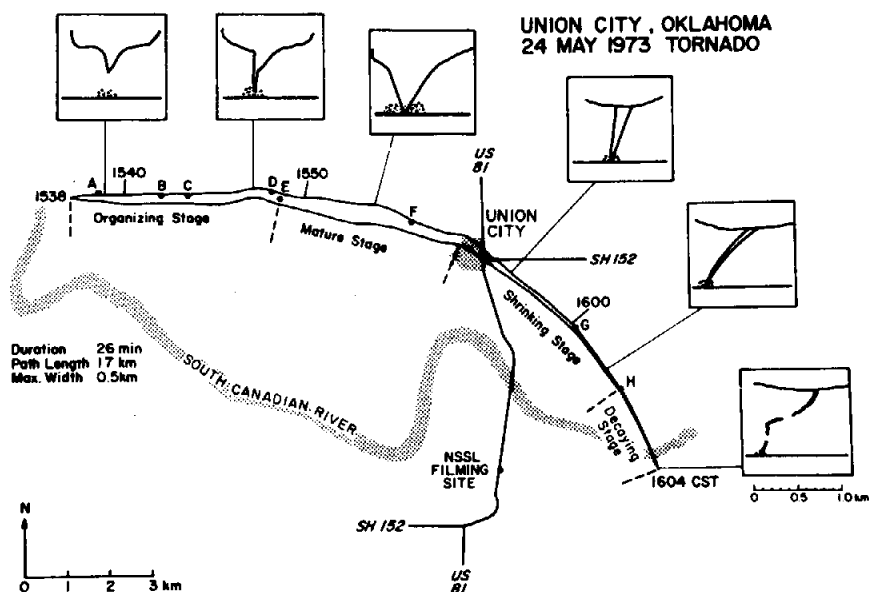 UNION CITY, OKLAHOMA
24 MAY 1973 TORNADO
1538
A
1540
B
C
D
E
1550
F
Organizing Stage
Mature Stage
US
81
UNION
CITY
SH 152
1600
G
Shrinking Stage
H
Decaying
Stage
1604 CST
0 0.5 1.0 km
Duration 26 min
Path Length 17 km
Max. Width 0.5km
SOUTH CANADIAN RIVER
NSSL
FILMING
SITE
SH 152
US
81
N
0 1 2 3 km